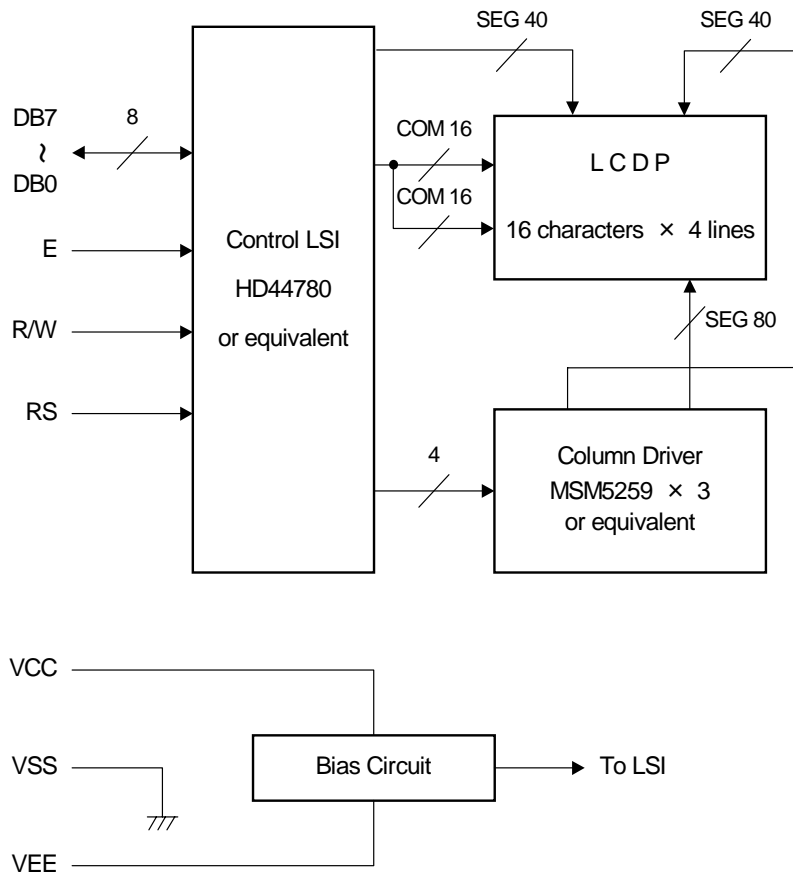 SEG 40
SEG 40
DB7
~
DB0
8
COM 16
COM 16
L C D P
16 characters × 4 lines
E
R/W
RS
Control LSI
HD44780
or equivalent
SEG 80
4
Column Driver
MSM5259 × 3
or equivalent
VCC
VSS
VEE
Bias Circuit
To LSI